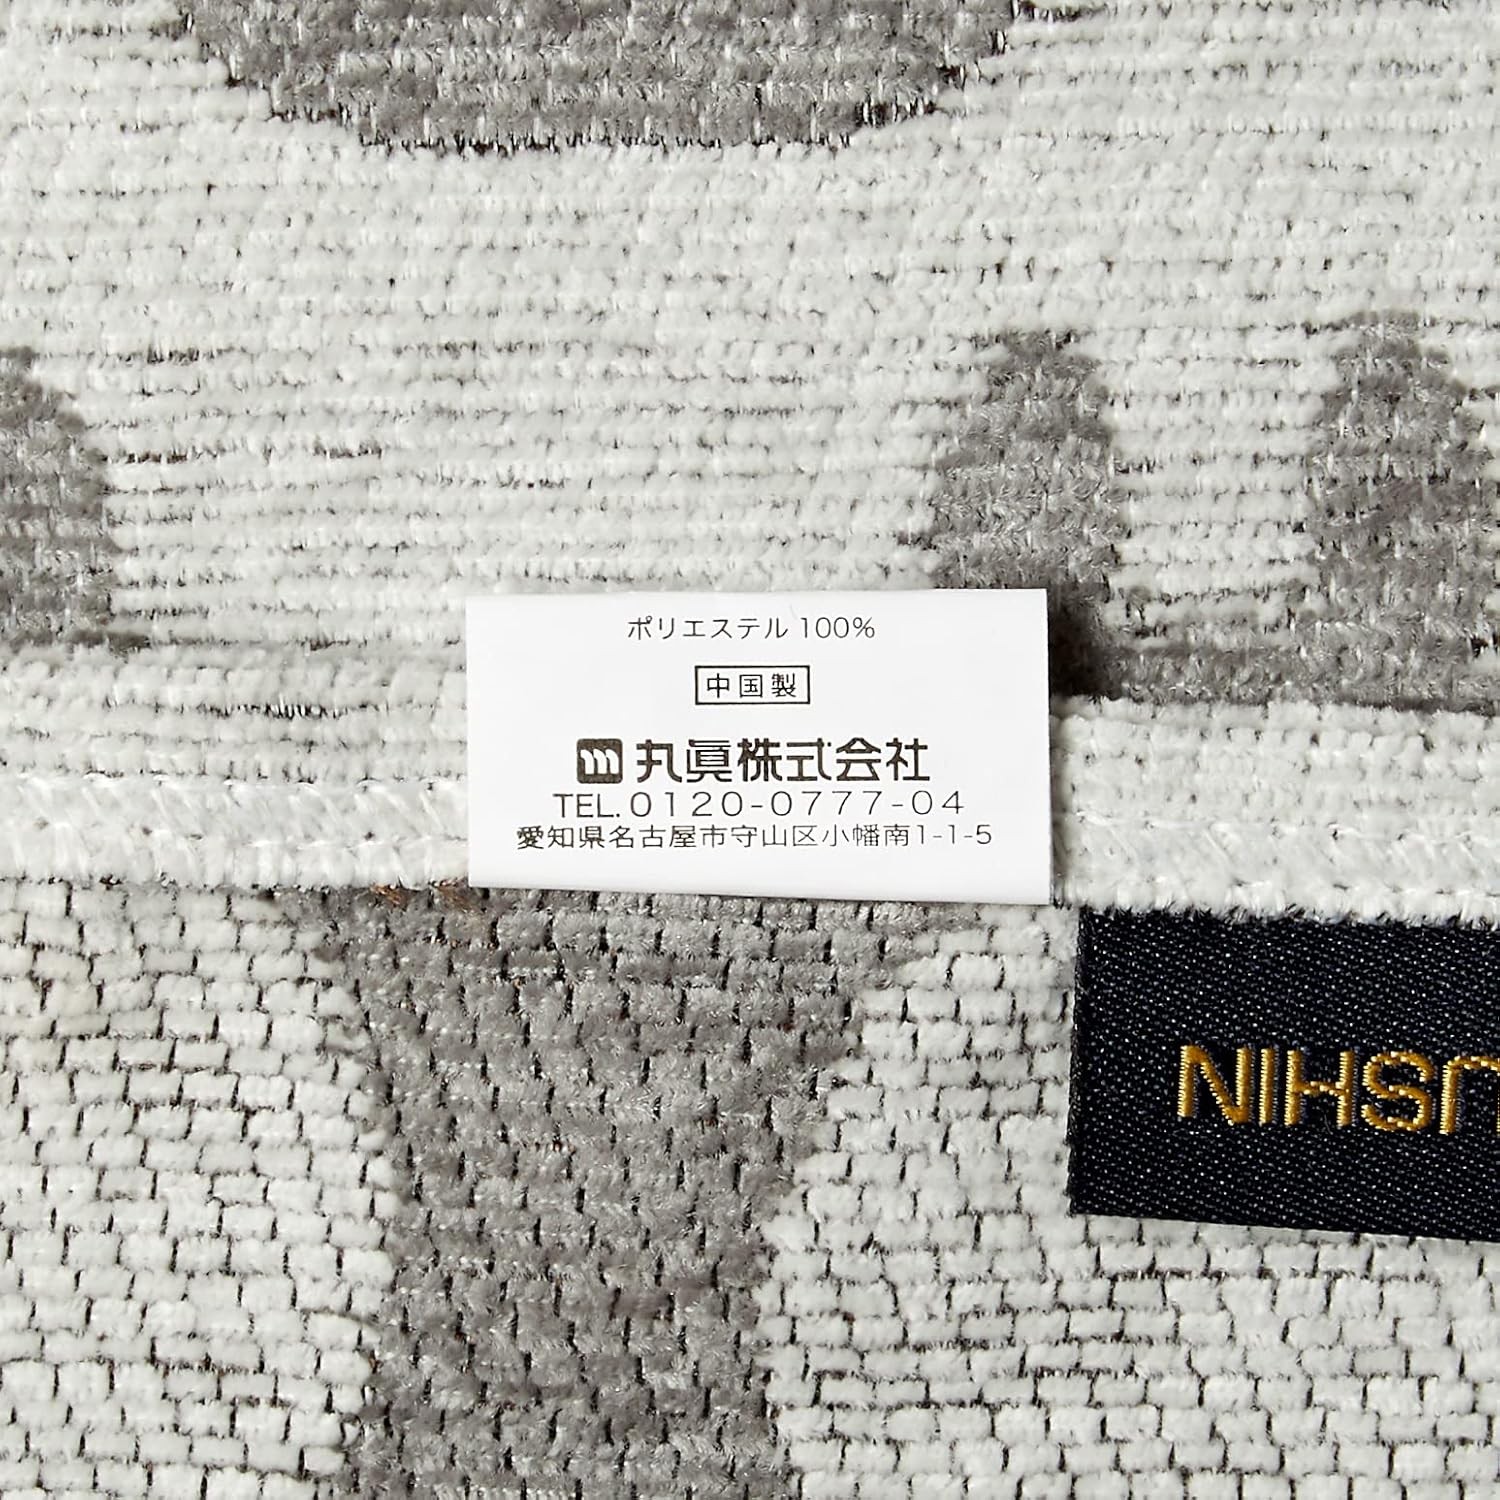 ポリエステル 100%
中国製
m 丸眞株式会社
TEL.0120-0777-04
愛知県名古屋市守山区小幡南1-1-5
USHIN